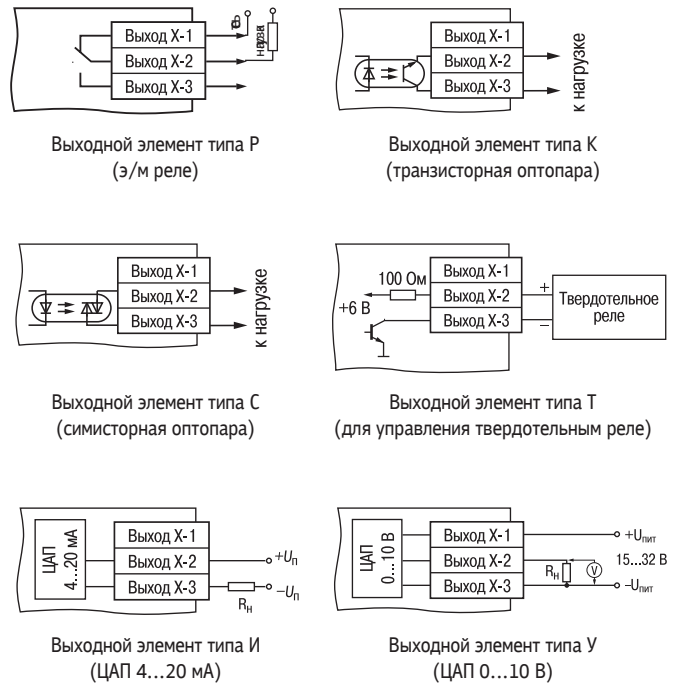 Выход X-1
Выход X-2
Выход X-3
Выходной элемент типа Р
(э/м реле)
Выход X-1
Выход X-2
Выход X-3
к нагрузке
Выходной элемент типа К
(транзисторная оптопара)
Выход X-1
Выход X-2
Выход X-3
к нагрузке
Выходной элемент типа С
(симисторная оптопара)
100 Ом
+6 В
Выход X-1
Выход X-2
Выход X-3
+
–
Твердотельное
реле
Выходной элемент типа Т
(для управления твердотельным реле)
ЦАП
4...20 мА
Выход X-1
Выход X-2
Выход X-3
+Uп
–Uп
Rн
Выходной элемент типа И
(ЦАП 4...20 мА)
ЦАП
0...10 В
Выход X-1
Выход X-2
Выход X-3
+Uпит
Rн
V
15...32 В
–Uпит
Выходной элемент типа У
(ЦАП 0...10 В)